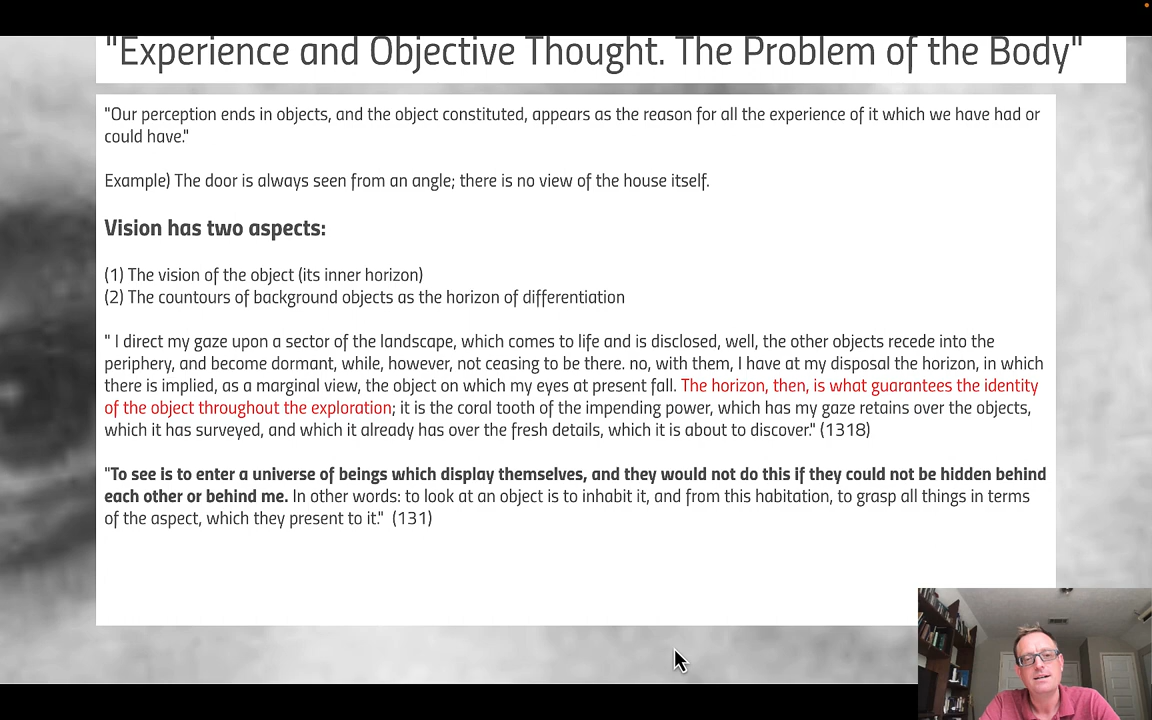 "Experience and Objective Thought. The Problem of the Body"
"Our perception ends in objects, and the object constituted, appears as the reason for all the experience of it which we have had or
could have."
Example) The door is always seen from an angle; there is no view of the house itself.
Vision has two aspects:
(1) The vision of the object (its inner horizon)
(2) The countours of background objects as the horizon of differentiation
" I direct my gaze upon a sector of the landscape, which comes to life and is disclosed, well, the other objects recede into the
periphery, and become dormant, while, however, not ceasing to be there. no, with them, I have at my disposal the horizon, in which
there is implied, as a marginal view, the object on which my eyes at present fall. The horizon, then, is what guarantees the identity
of the object throughout the exploration; it is the coral tooth of the impending power, which has my gaze retains over the objects,
which it has surveyed, and which it already has over the fresh details, which it is about to discover." (1318)
"To see is to enter a universe of beings which display themselves, and they would not do this if they could not be hidden behind
each other or behind me. In other words: to look at an object is to inhabit it, and from this habitation, to grasp all things in terms
of the aspect, which they present to it." (131)